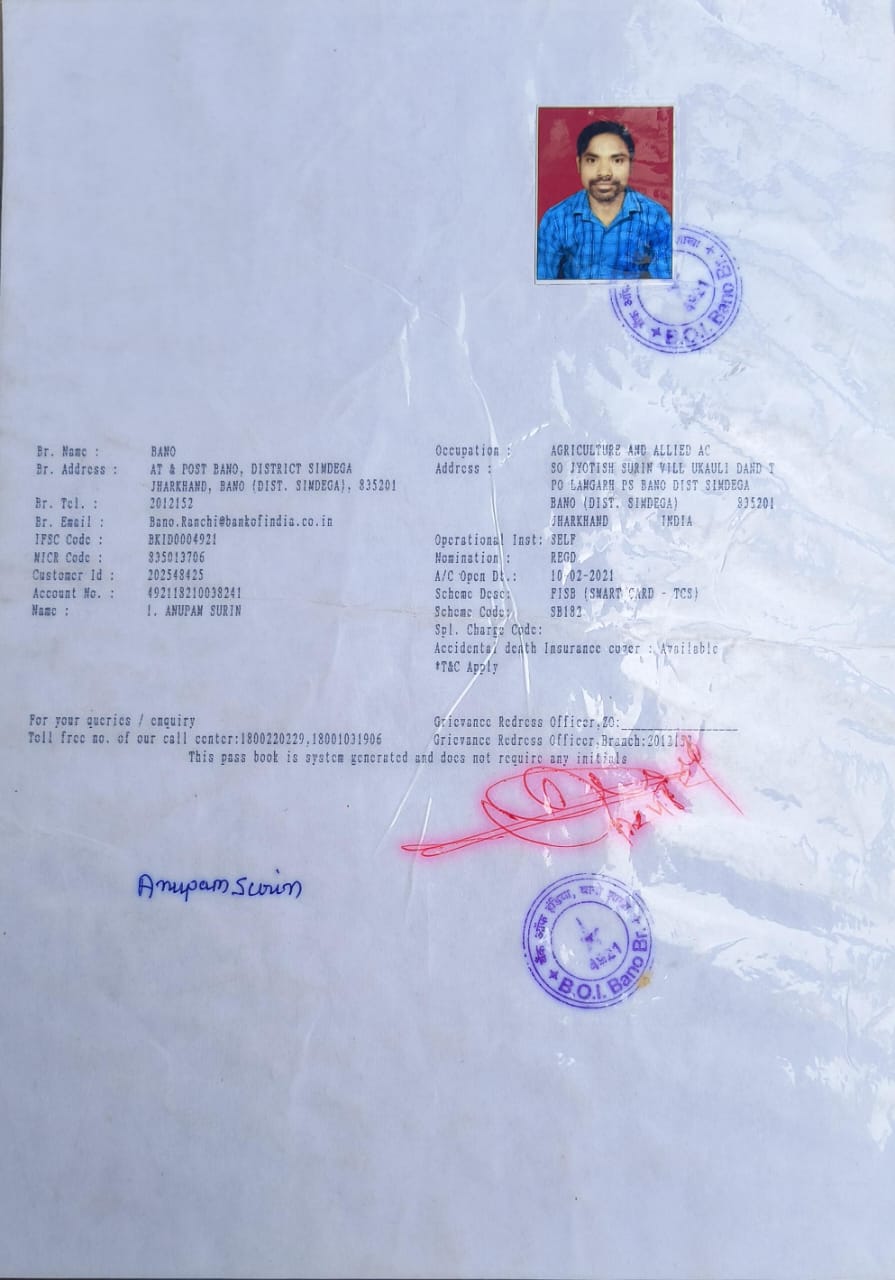 बैंक ऑफ शाखा
B.O.I. Bano Br.
4921
Br. Name : BANO
Br. Address : AT & POST BANO, DISTRICT SIMDEGA
JHARKHAND, BANO (DIST. SIMDEGA), 835201
Br. Tel. : 2012152
Br. Email : Bano.Ranchi@bankofindia.co.in
IFSC Code : BKID0004921
MICR Code : 835013706
Customer Id : 202548425
Account No. : 492118210038241
Name : 1. ANUPAM SURIN
Occupation : AGRICULTURE AND ALLIED AC
Address : SO JYOTISH SURIN VILL UKAULI DAND T
PO LAMGARH PS BANO DIST SIMDEGA
BANO (DIST. SIMDEGA) 835201
JHARKHAND INDIA
Operational Inst: SELF
Nomination : REGD
A/C Open Dt.: 10-02-2021
Scheme Desc: FISB (SMART CARD - TCS)
Scheme Code: SB182
Spl. Charge Code:
Accidental death Insurance cover : Available
*T&C Apply
For your queries / enquiry
Toll free no. of our call center:1800220229,18001031906
Grievance Redress Officer,ZO:
Grievance Redress Officer,Branch:2012152
This pass book is system generated and does not require any initials
Anupam Surin
बैंक ऑफ इंडिया, बानो शाखा
4921
B.O.I. Bano Br.